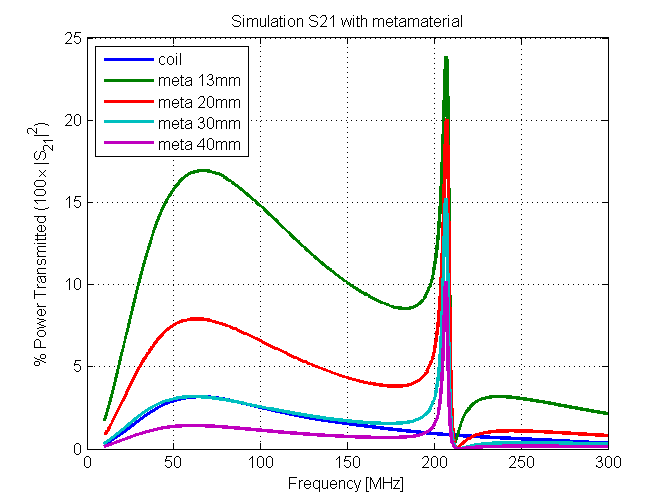 Simulation S21 with metamaterial
25
20
15
10
5
0
% Power Transmitted (100× |S21|^2)
coil
meta 13mm
meta 20mm
meta 30mm
meta 40mm
0 50 100 150 200 250 300
Frequency [MHz]